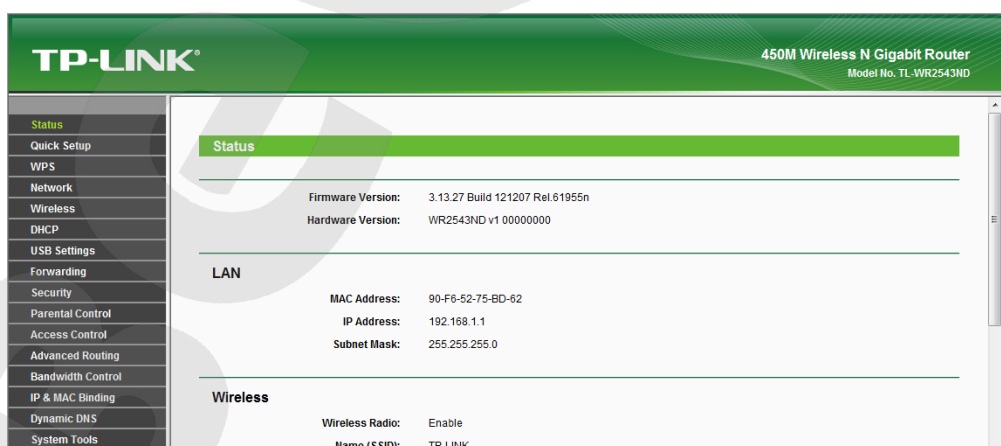 TP-LINK®
450M Wireless N Gigabit Router
Model No. TL-WR2543ND
Status
Quick Setup
WPS
Network
Wireless
DHCP
USB Settings
Forwarding
Security
Parental Control
Access Control
Advanced Routing
Bandwidth Control
IP & MAC Binding
Dynamic DNS
System Tools
Status
Firmware Version: 3.13.27 Build 121207 Rel.61955n
Hardware Version: WR2543ND v1 00000000
LAN
MAC Address: 90-F6-52-75-BD-62
IP Address: 192.168.1.1
Subnet Mask: 255.255.255.0
Wireless
Wireless Radio: Enable
Name (SSID): TP-LINK